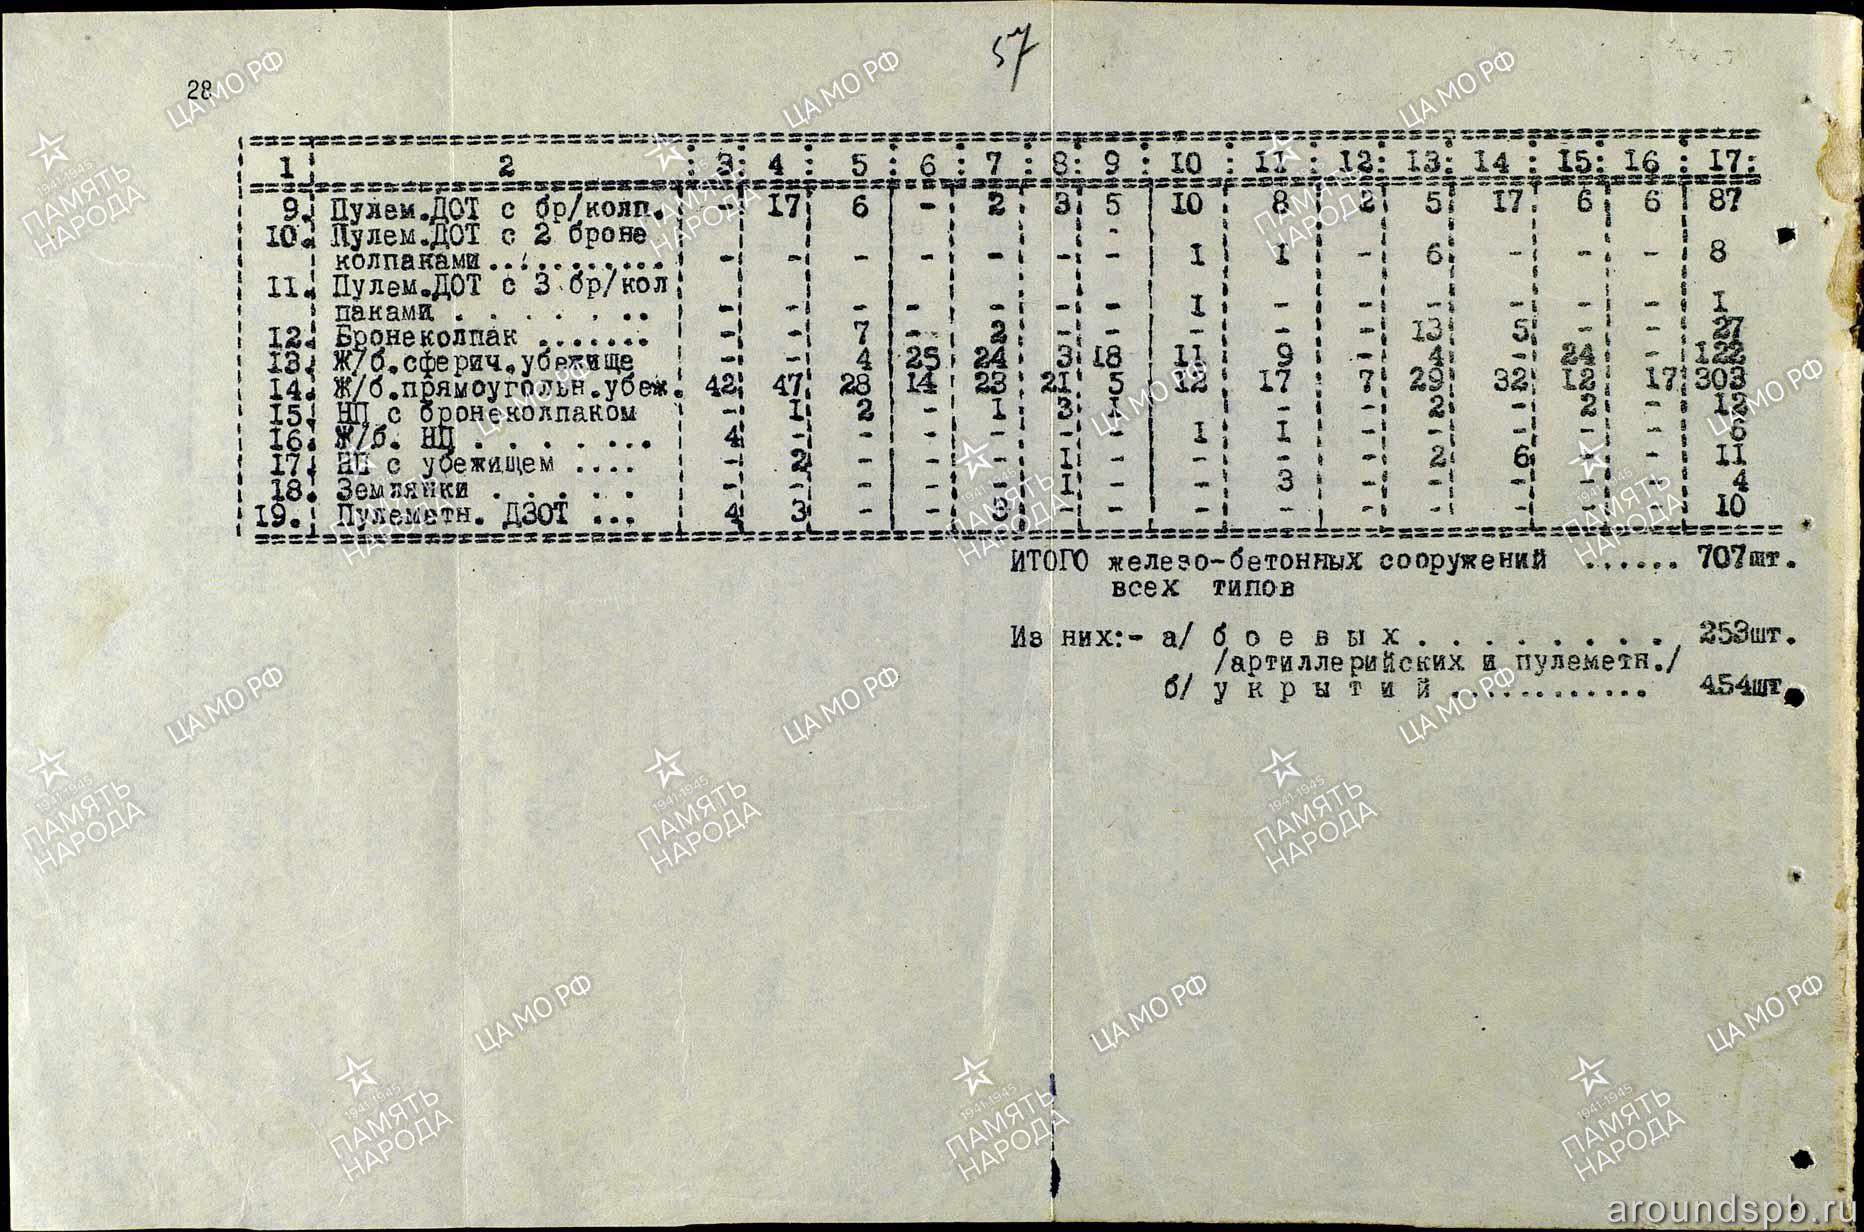 57
28
1 2 :3: 4 : 5 : 6 : 7 : 8: 9 : 10 : 11 : 12: 13: 14 : 15: 16 : 17:
9. Пулем.ДОТ с бр/колп. - 17 6 - 2 3 5 10 8 2 5 17 6 6 87
10. Пулем.ДОТ с 2 броне
колпаками........... - - - - - - - 1 1 - 6 - - - 8
11. Пулем.ДОТ с 3 бр/кол
паками . . . . . .. - - - - - - - 1 - - - - - - 1
12. Бронеколпак ....... - - 7 - 2 - - - - - 13 5 - - 27
13. Ж/б.сферич.убежище - - 4 25 24 3 18 11 9 - 4 - 24 - 122
14. Ж/б.прямоугольн.убеж. 42 47 28 14 23 21 5 12 17 7 29 32 12 17 303
15. НП с бронеколпаком - 1 2 - 1 3 1 - - 2 - 2 - 12
16. Ж/б. НП . . . . . .. 4 - - - - - - 1 1 - - - - - 6
17. НП с убежищем .... - 2 - - - 1 - - - - 2 6 - - 11
18. Землянки . . . . . - - - - - 1 - - 3 - - - - - 4
19. Пулеметн. ДЗОТ ... 4 3 - - 3 - - - - - - - - - 10
ИТОГО железо-бетонных сооружений ...... 707шт.
всех типов
Из них:- а/ б о е в ы х . . . . . . . . . 253шт.
/артиллерийских и пулеметн./
б/ у к р ы т и й ............ 454шт.
ЦА МО РФ
1941-1945
ПАМЯТЬ
НАРОДА
aroundspb.ru